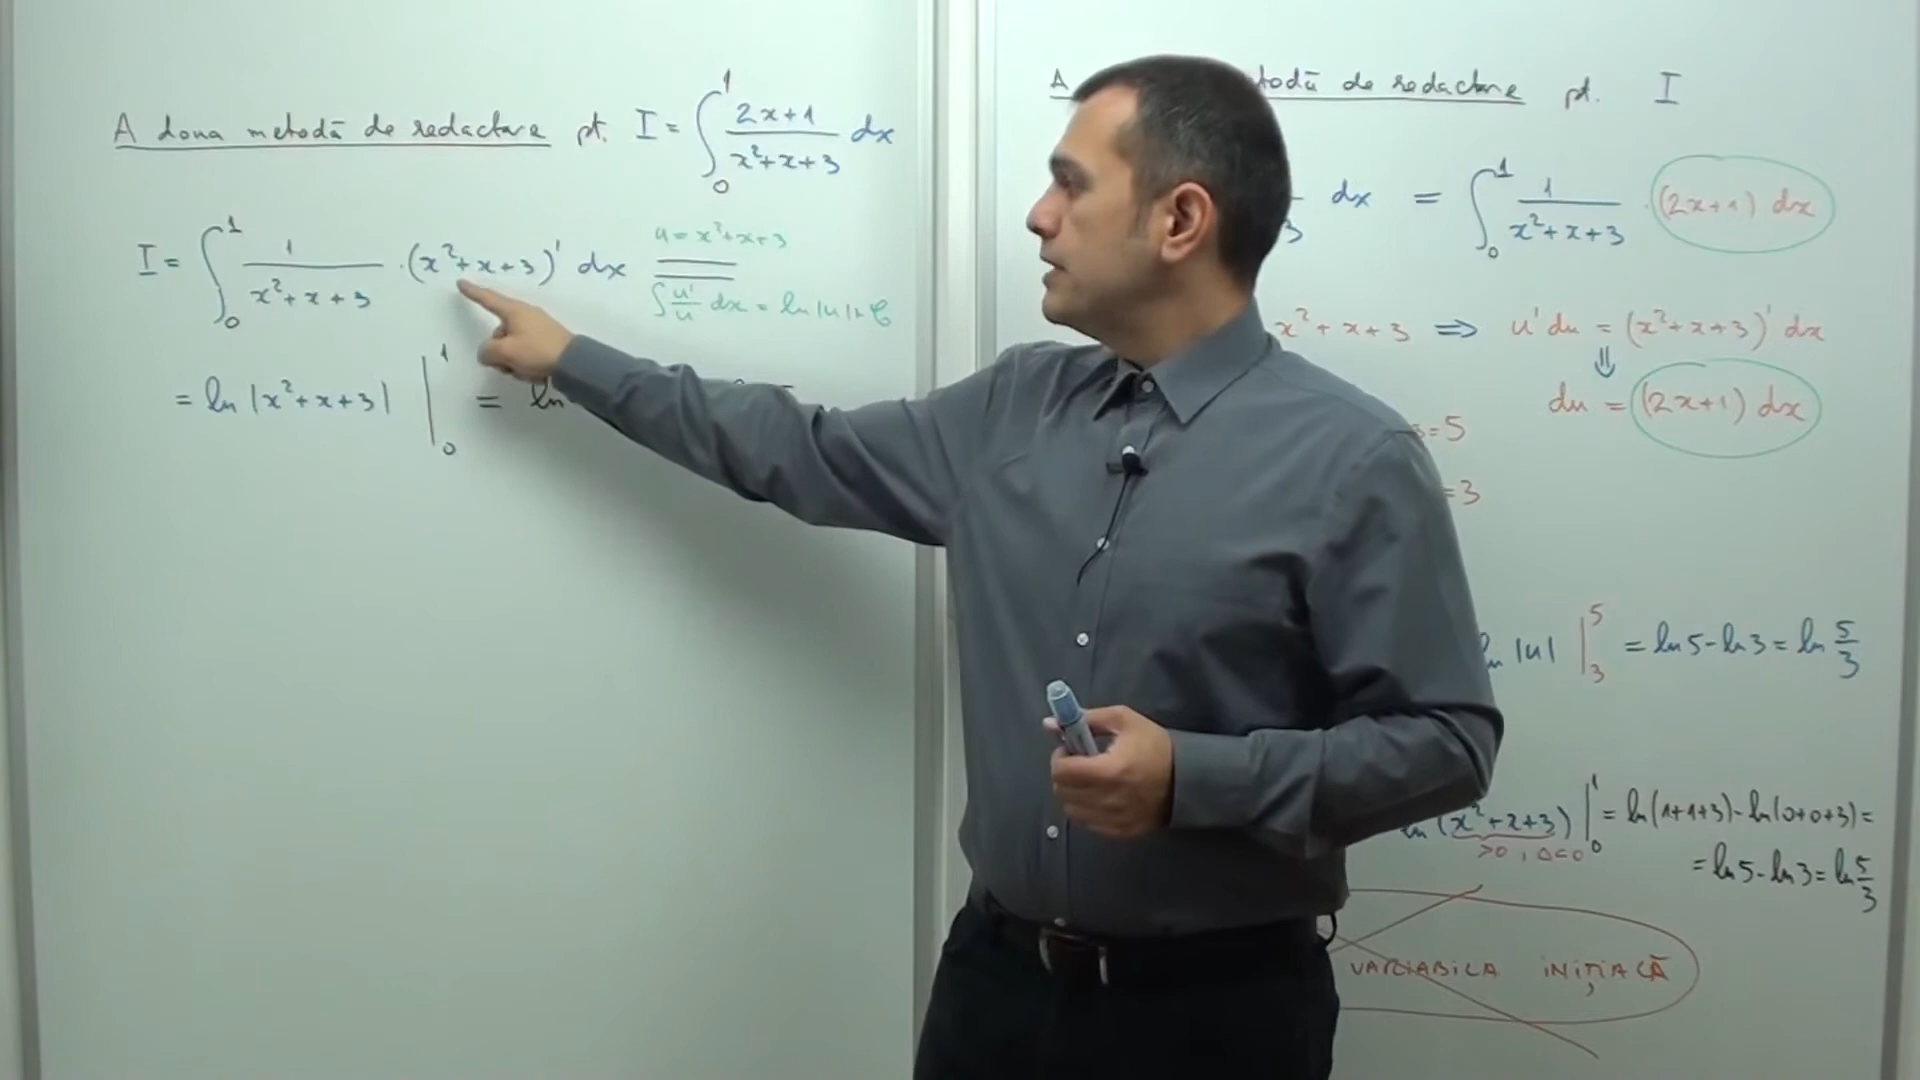 A doua metodă de redactare pt. I = ∫₀¹ (2x+1)/(x²+x+3) dx
I = ∫₀¹ 1/(x²+x+3) · (x²+x+3)' dx
u = x²+x+3
∫ u'/u dx = ln|u| + C
= ln |x²+x+3| |₀¹ = ln
A todă de redactare pt. I
dx = ∫₀¹ 1/(x²+x+3) · (2x+1) dx
x²+x+3 ⇒ u' du = (x²+x+3)' dx
⇓
du = (2x+1) dx
=5
=3
ln |u| |₃⁵ = ln5-ln3 = ln 5/3
ln (x²+x+3) |₀¹ = ln(1+1+3)-ln(0+0+3) =
>0, Δ<0
= ln5-ln3 = ln 5/3
VARIABILA INIȚIALĂ